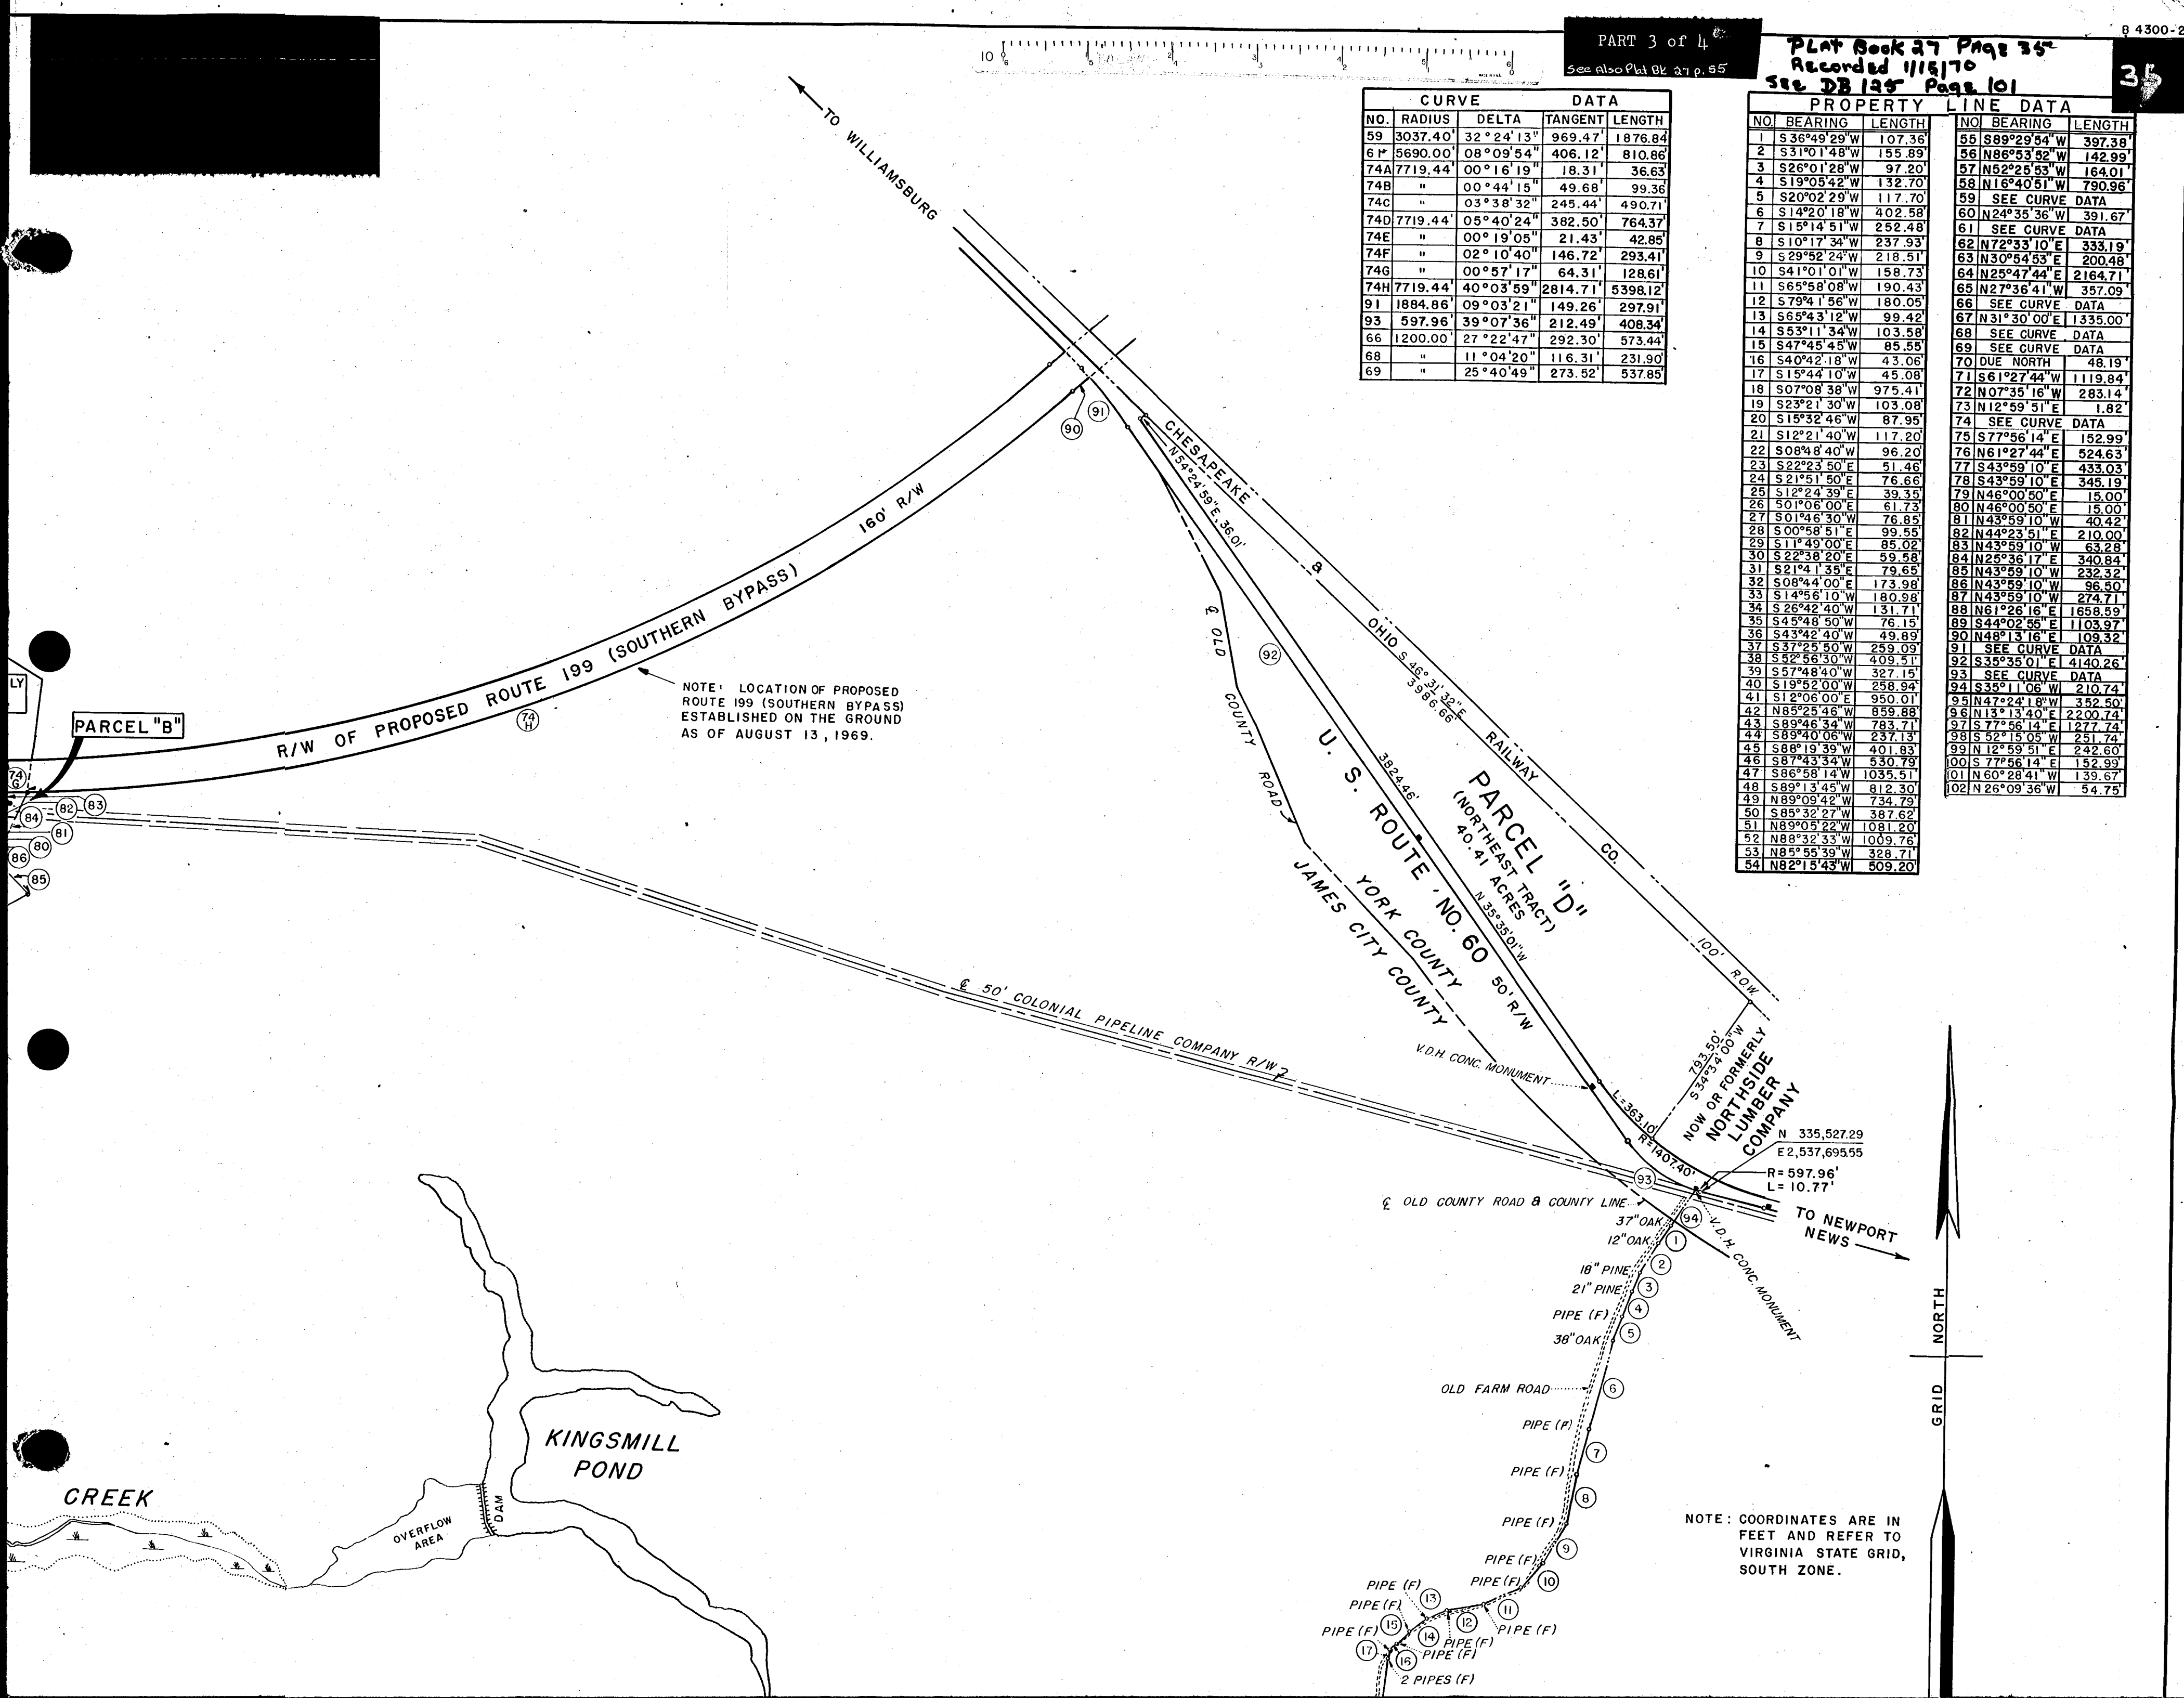 B 4300-2
PART 3 of 4
See Also Plat Bk 27 p. 55
PLAt Book 27 PAge 35
Recorded 1/15/70
See DB 125 Page 101
35
10
CURVE DATA
NO. RADIUS DELTA TANGENT LENGTH
59 3037.40' 32°24'13" 969.47' 1876.84'
61 5690.00' 08°09'54" 406.12' 810.86'
74A 7719.44' 00°16'19" 18.31' 36.63'
74B " 00°44'15" 49.68' 99.36'
74C " 03°38'32" 245.44' 490.71'
74D 7719.44' 05°40'24" 382.50' 764.37'
74E " 00°19'05" 21.43' 42.85'
74F " 02°10'40" 146.72' 293.41'
74G " 00°57'17" 64.31' 128.61'
74H 7719.44' 40°03'59" 2814.71' 5398.12'
91 1884.86' 09°03'21" 149.26' 297.91'
93 597.96' 39°07'36" 212.49' 408.34'
66 1200.00' 27°22'47" 292.30' 573.44'
68 " 11°04'20" 116.31' 231.90'
69 " 25°40'49" 273.52' 537.85'
PROPERTY LINE DATA
NO. BEARING LENGTH
1 S36°49'29"W 107.36'
2 S31°01'48"W 155.89'
3 S26°01'28"W 97.20'
4 S19°05'42"W 132.70'
5 S20°02'29"W 117.70'
6 S14°20'18"W 402.58'
7 S15°14'51"W 252.48'
8 S10°17'34"W 237.93'
9 S29°52'24"W 218.51'
10 S41°01'01"W 158.73'
11 S65°58'08"W 190.43'
12 S79°41'56"W 180.05'
13 S65°43'12"W 99.42'
14 S53°11'34"W 103.58'
15 S47°45'45"W 85.55'
16 S40°42'18"W 43.06'
17 S15°44'10"W 45.08'
18 S07°08'38"W 975.41'
19 S23°21'30"W 103.08'
20 S15°32'46"W 87.95'
21 S12°21'40"W 117.20'
22 S08°48'40"W 96.20'
23 S22°23'50"E 51.46'
24 S21°51'50"E 76.66'
25 S12°24'39"E 39.35'
26 S01°06'00"E 61.73'
27 S01°46'30"W 76.85'
28 S00°58'51"E 99.55'
29 S11°49'00"E 85.02'
30 S22°38'20"E 59.58'
31 S21°41'35"E 79.65'
32 S08°44'00"E 173.98'
33 S14°56'10"W 180.98'
34 S26°42'40"W 131.71'
35 S45°48'50"W 76.15'
36 S43°42'40"W 49.89'
37 S37°25'50"W 259.09'
38 S52°56'30"W 409.51'
39 S57°48'40"W 327.15'
40 S19°52'00"W 258.94'
41 S12°06'00"E 950.01'
42 N85°25'46"W 859.88'
43 S89°46'34"W 783.71'
44 S89°40'06"W 237.13'
45 S88°19'39"W 401.83'
46 S87°43'34"W 530.79'
47 S86°58'14"W 1035.51'
48 S89°13'45"W 812.30'
49 N89°09'42"W 734.79'
50 S85°32'27"W 387.62'
51 N89°05'22"W 1081.20'
52 N88°32'33"W 1009.76'
53 N85°55'39"W 328.71'
54 N82°15'43"W 509.20'
NO. BEARING LENGTH
55 S89°29'54"W 397.38'
56 N86°53'52"W 142.99'
57 N52°25'53"W 164.01'
58 N16°40'51"W 790.96'
59 SEE CURVE DATA
60 N24°35'36"W 391.67'
61 SEE CURVE DATA
62 N72°33'10"E 333.19'
63 N30°54'53"E 200.48'
64 N25°47'44"E 2164.71'
65 N27°36'41"W 357.09'
66 SEE CURVE DATA
67 N31°30'00"E 1335.00'
68 SEE CURVE DATA
69 SEE CURVE DATA
70 DUE NORTH 48.19'
71 S61°27'44"W 1119.84'
72 N07°35'16"W 283.14'
73 N12°59'51"E 1.82'
74 SEE CURVE DATA
75 S77°56'14"E 152.99'
76 N61°27'44"E 524.63'
77 S43°59'10"E 433.03'
78 S43°59'10"E 345.19'
79 N46°00'50"E 15.00'
80 N46°00'50"E 15.00'
81 N43°59'10"W 40.42'
82 N44°23'51"E 210.00'
83 N43°59'10"W 63.28'
84 N25°36'17"E 340.84'
85 N43°59'10"W 232.32'
86 N43°59'10"W 96.50'
87 N43°59'10"W 274.71'
88 N61°26'16"E 1658.59'
89 S44°02'55"E 1103.97'
90 N48°13'16"E 109.32'
91 SEE CURVE DATA
92 S35°35'01"E 4140.26'
93 SEE CURVE DATA
94 S35°11'06"W 210.74'
95 N47°24'18"W 352.50'
96 N13°13'40"E 2200.74'
97 S77°56'14"E 1277.74'
98 S52°15'05"W 251.74'
99 N12°59'51"E 242.60'
100 S77°56'14"E 152.99'
101 N60°28'41"W 139.67'
102 N26°09'36"W 54.75'
TO WILLIAMSBURG
91
90
CHESAPEAKE & OHIO RAILWAY CO.
N54°24'59"E, 36.01'
S 46°31'32"E
3986.66'
100' R.O.W.
160' R/W
R/W OF PROPOSED ROUTE 199 (SOUTHERN BYPASS)
NOTE: LOCATION OF PROPOSED
ROUTE 199 (SOUTHERN BYPASS)
ESTABLISHED ON THE GROUND
AS OF AUGUST 13, 1969.
74
H
LY
PARCEL "B"
74
G
82
83
84
81
80
86
85
℄ OLD COUNTY ROAD
92
3824.46'
U. S. ROUTE NO. 60 50' R/W
PARCEL "D"
(NORTHEAST TRACT)
40.41 ACRES
N 35°35'01"W
YORK COUNTY
JAMES CITY COUNTY
℄ 50' COLONIAL PIPELINE COMPANY R/W
V.D.H. CONC. MONUMENT
793.50'
S34°34'00"W
NOW OR FORMERLY
NORTHSIDE
LUMBER
COMPANY
L=363.10'
R=1407.40'
N 335,527.29
E 2,537,695.55
R=597.96'
L=10.77'
93
℄ OLD COUNTY ROAD & COUNTY LINE
TO NEWPORT
NEWS
94
V.D.H. CONC. MONUMENT
37" OAK
12" OAK
1
18" PINE
2
21" PINE
3
PIPE (F)
4
38" OAK
5
OLD FARM ROAD
6
PIPE (F)
7
PIPE (F)
8
PIPE (F)
9
PIPE (F)
PIPE (F)
10
PIPE (F)
13
11
PIPE (F)
15
12
PIPE (F)
PIPE (F)
14
PIPE (F)
17
16
PIPE (F)
2 PIPES (F)
GRID NORTH
KINGSMILL
POND
CREEK
OVERFLOW
AREA
DAM
NOTE: COORDINATES ARE IN
FEET AND REFER TO
VIRGINIA STATE GRID,
SOUTH ZONE.